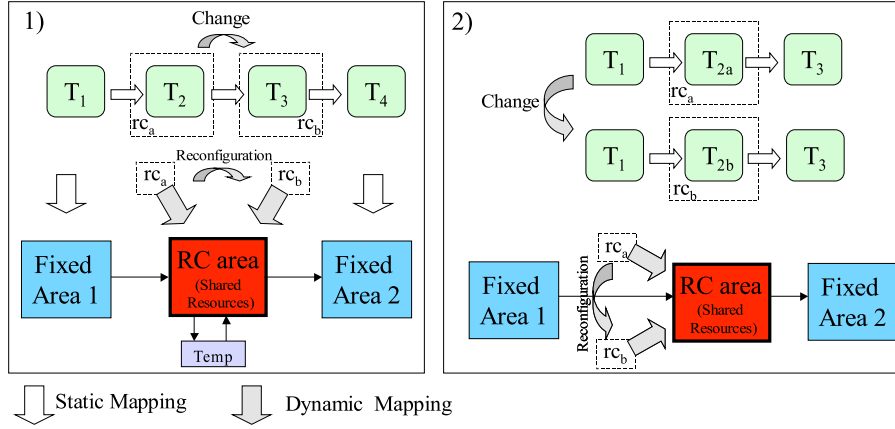 1)
Change
T1
T2
T3
T4
rca
rcb
Reconfiguration
rca
rcb
Fixed
Area 1
RC area
(Shared
Resources)
Fixed
Area 2
Temp
2)
Change
T1
T2a
T3
rca
T1
T2b
T3
rcb
Reconfiguration
rca
rcb
Fixed
Area 1
RC area
(Shared
Resources)
Fixed
Area 2
Static Mapping
Dynamic Mapping